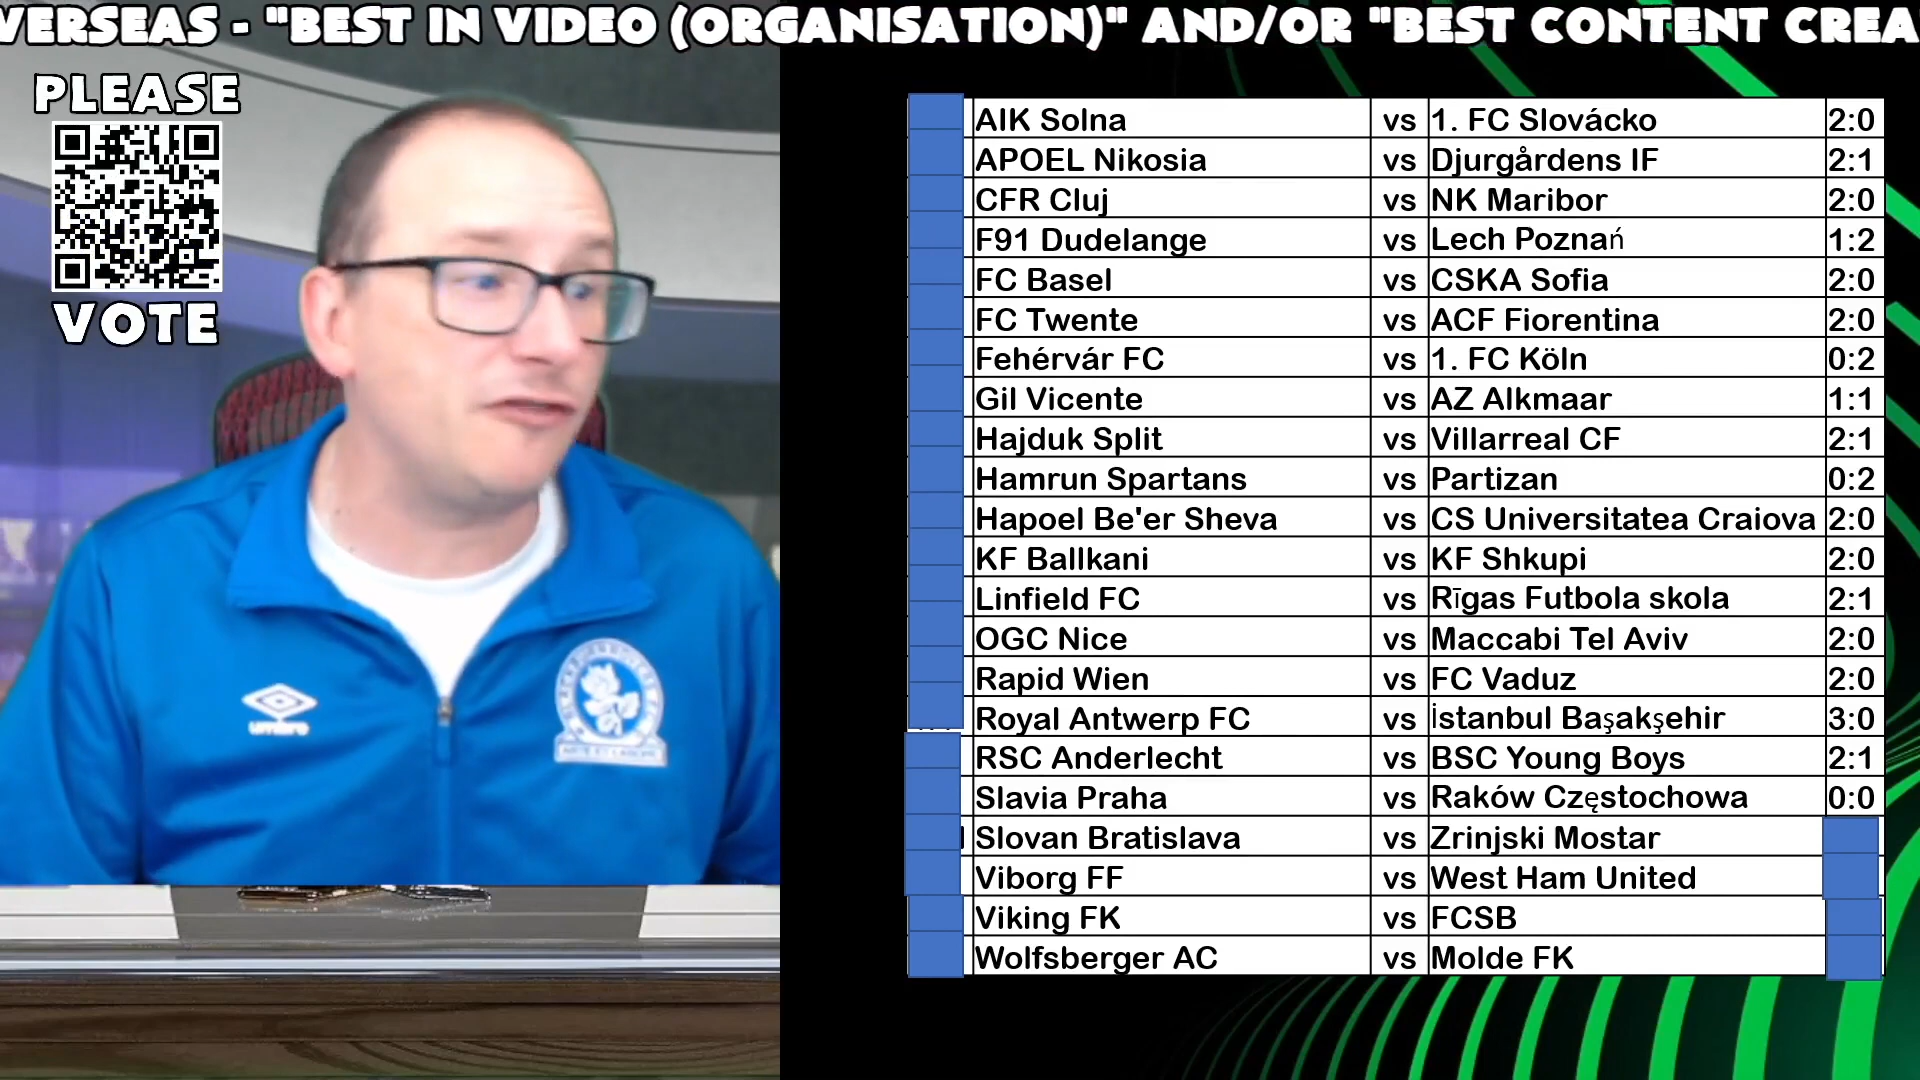 VERSEAS - "BEST IN VIDEO (ORGANISATION)" AND/OR "BEST CONTENT CREA
PLEASE
VOTE
umbro
AIK Solna vs 1. FC Slovácko 2:0
APOEL Nikosia vs Djurgårdens IF 2:1
CFR Cluj vs NK Maribor 2:0
F91 Dudelange vs Lech Poznań 1:2
FC Basel vs CSKA Sofia 2:0
FC Twente vs ACF Fiorentina 2:0
Fehérvár FC vs 1. FC Köln 0:2
Gil Vicente vs AZ Alkmaar 1:1
Hajduk Split vs Villarreal CF 2:1
Hamrun Spartans vs Partizan 0:2
Hapoel Be'er Sheva vs CS Universitatea Craiova 2:0
KF Ballkani vs KF Shkupi 2:0
Linfield FC vs Rīgas Futbola skola 2:1
OGC Nice vs Maccabi Tel Aviv 2:0
Rapid Wien vs FC Vaduz 2:0
Royal Antwerp FC vs İstanbul Başakşehir 3:0
RSC Anderlecht vs BSC Young Boys 2:1
Slavia Praha vs Raków Częstochowa 0:0
Slovan Bratislava vs Zrinjski Mostar
Viborg FF vs West Ham United
Viking FK vs FCSB
Wolfsberger AC vs Molde FK